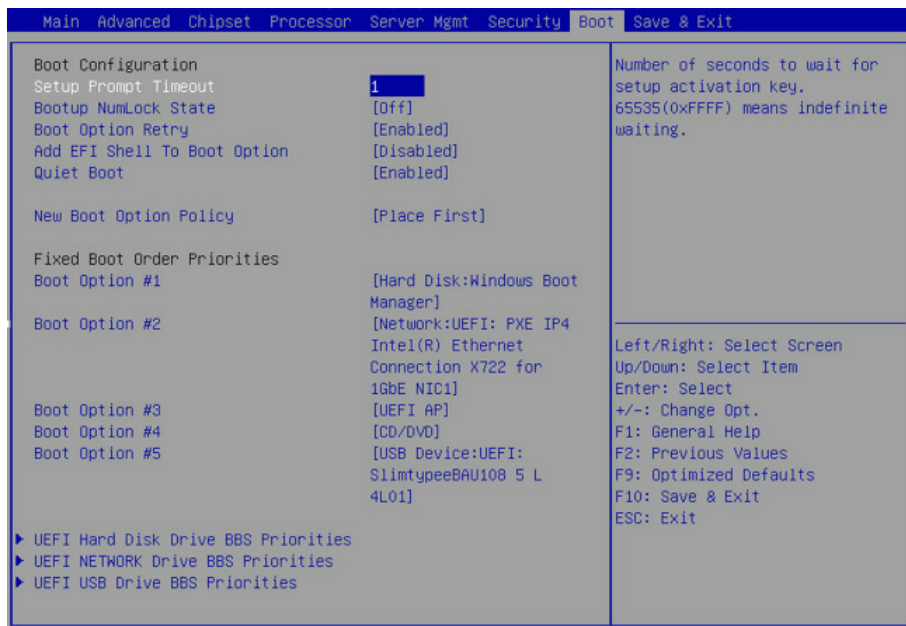 Main Advanced Chipset Processor Server Mgmt Security Boot Save & Exit
Boot Configuration
Setup Prompt Timeout 1
Bootup NumLock State [Off]
Boot Option Retry [Enabled]
Add EFI Shell To Boot Option [Disabled]
Quiet Boot [Enabled]
New Boot Option Policy [Place First]
Fixed Boot Order Priorities
Boot Option #1 [Hard Disk:Windows Boot
Manager]
Boot Option #2 [Network:UEFI: PXE IP4
Intel(R) Ethernet
Connection X722 for
1GbE NIC1]
Boot Option #3 [UEFI AP]
Boot Option #4 [CD/DVD]
Boot Option #5 [USB Device:UEFI:
SlimtypeeBAU108 5 L
4L01]
UEFI Hard Disk Drive BBS Priorities
UEFI NETWORK Drive BBS Priorities
UEFI USB Drive BBS Priorities
Number of seconds to wait for
setup activation key.
65535(0xFFFF) means indefinite
waiting.
Left/Right: Select Screen
Up/Down: Select Item
Enter: Select
+/-: Change Opt.
F1: General Help
F2: Previous Values
F9: Optimized Defaults
F10: Save & Exit
ESC: Exit